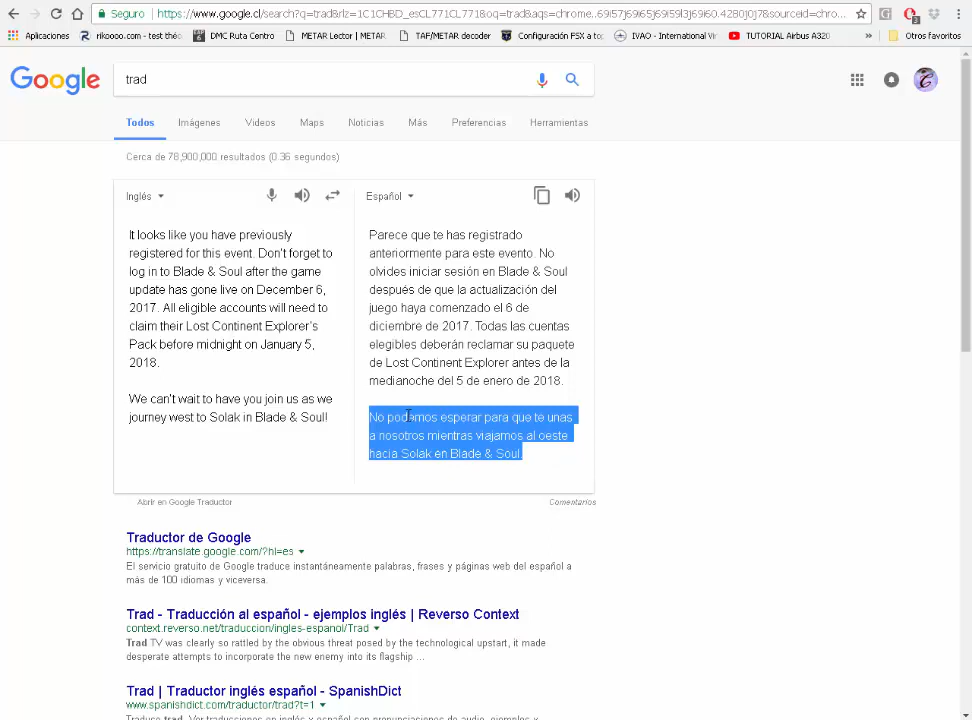 Seguro https://www.google.cl/search?q=trad&rlz=1C1CHBD_esCL771CL771&oq=trad&aqs=chrome..69i57j69i65j69i59l3j69i60.4280j0j7&sourceid=chro...
Aplicaciones rikoooo.com - test théo DMC Ruta Centro METAR Lector | METAR TAF/METAR decoder Configuración FSX a to IVAO - International Vir TUTORIAL Airbus A320 » Otros favoritos
Google trad
Todos Imágenes Videos Maps Noticias Más Preferencias Herramientas
Cerca de 78,900,000 resultados (0.36 segundos)
Inglés
It looks like you have previously
registered for this event. Don't forget to
log in to Blade & Soul after the game
update has gone live on December 6,
2017. All eligible accounts will need to
claim their Lost Continent Explorer's
Pack before midnight on January 5,
2018.
We can't wait to have you join us as we
journey west to Solak in Blade & Soul!
Español
Parece que te has registrado
anteriormente para este evento. No
olvides iniciar sesión en Blade & Soul
después de que la actualización del
juego haya comenzado el 6 de
diciembre de 2017. Todas las cuentas
elegibles deberán reclamar su paquete
de Lost Continent Explorer antes de la
medianoche del 5 de enero de 2018.
No podemos esperar para que te unas
a nosotros mientras viajamos al oeste
hacia Solak en Blade & Soul.
Abrir en Google Traductor Comentarios
Traductor de Google
https://translate.google.com/?hl=es
El servicio gratuito de Google traduce instantáneamente palabras, frases y páginas web del español a
más de 100 idiomas y viceversa.
Trad - Traducción al español - ejemplos inglés | Reverso Context
context.reverso.net/traduccion/ingles-espanol/Trad
Trad TV was clearly so rattled by the obvious threat posed by the technological upstart, it made
desperate attempts to incorporate the new enemy into its flagship ...
Trad | Traductor inglés español - SpanishDict
www.spanishdict.com/traductor/trad?t=1